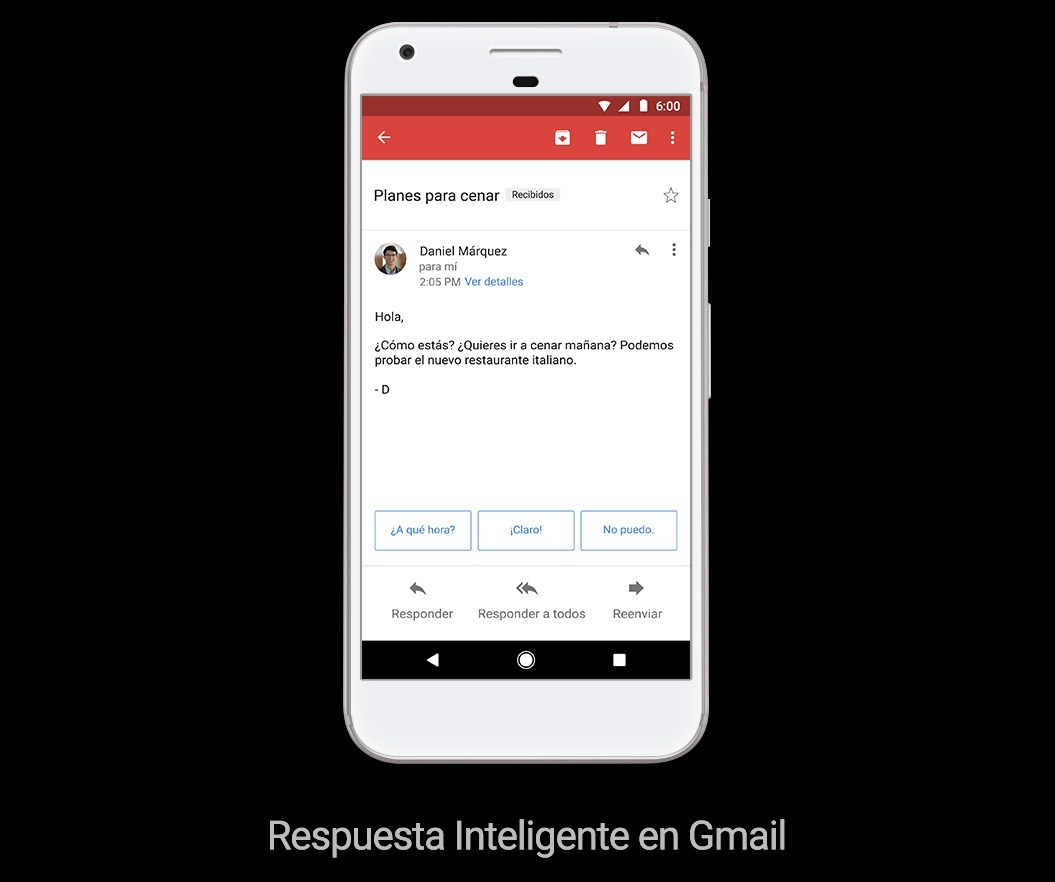 6:00
Planes para cenar Recibidos
Daniel Márquez
para mí
2:05 PM Ver detalles
Hola,
¿Cómo estás? ¿Quieres ir a cenar mañana? Podemos
probar el nuevo restaurante italiano.
- D
¿A qué hora? ¡Claro! No puedo.
Responder Responder a todos Reenviar
Respuesta Inteligente en Gmail